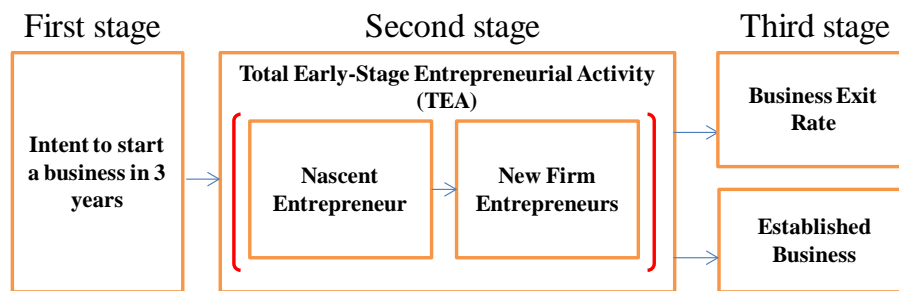 First stage
Second stage
Third stage
Intent to start
a business in 3
years
Total Early-Stage Entrepreneurial Activity
(TEA)
Nascent
Entrepreneur
New Firm
Entrepreneurs
Business Exit
Rate
Established
Business